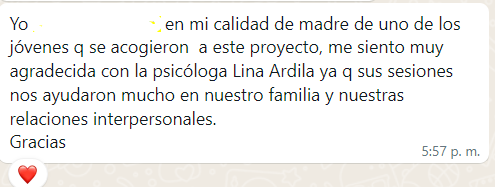 Yo en mi calidad de madre de uno de los
jóvenes q se acogieron a este proyecto, me siento muy
agradecida con la psicóloga Lina Ardila ya q sus sesiones
nos ayudaron mucho en nuestro familia y nuestras
relaciones interpersonales.
Gracias
5:57 p. m.